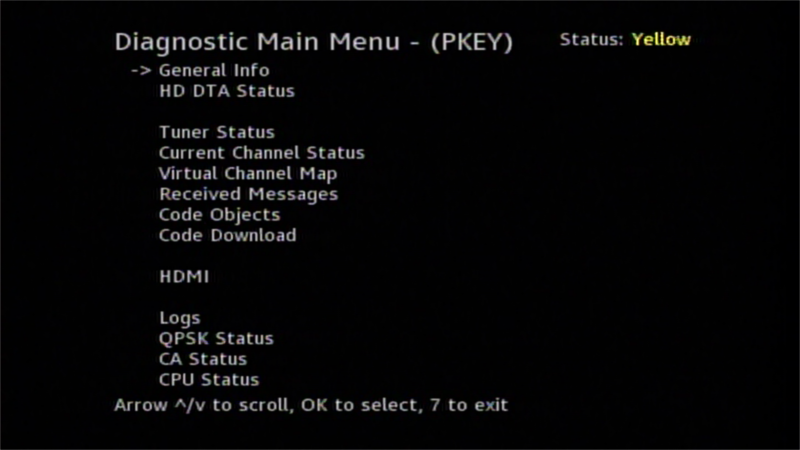 Diagnostic Main Menu - (PKEY)    Status: Yellow
-> General Info
HD DTA Status
Tuner Status
Current Channel Status
Virtual Channel Map
Received Messages
Code Objects
Code Download
HDMI
Logs
QPSK Status
CA Status
CPU Status
Arrow ^/v to scroll, OK to select, 7 to exit